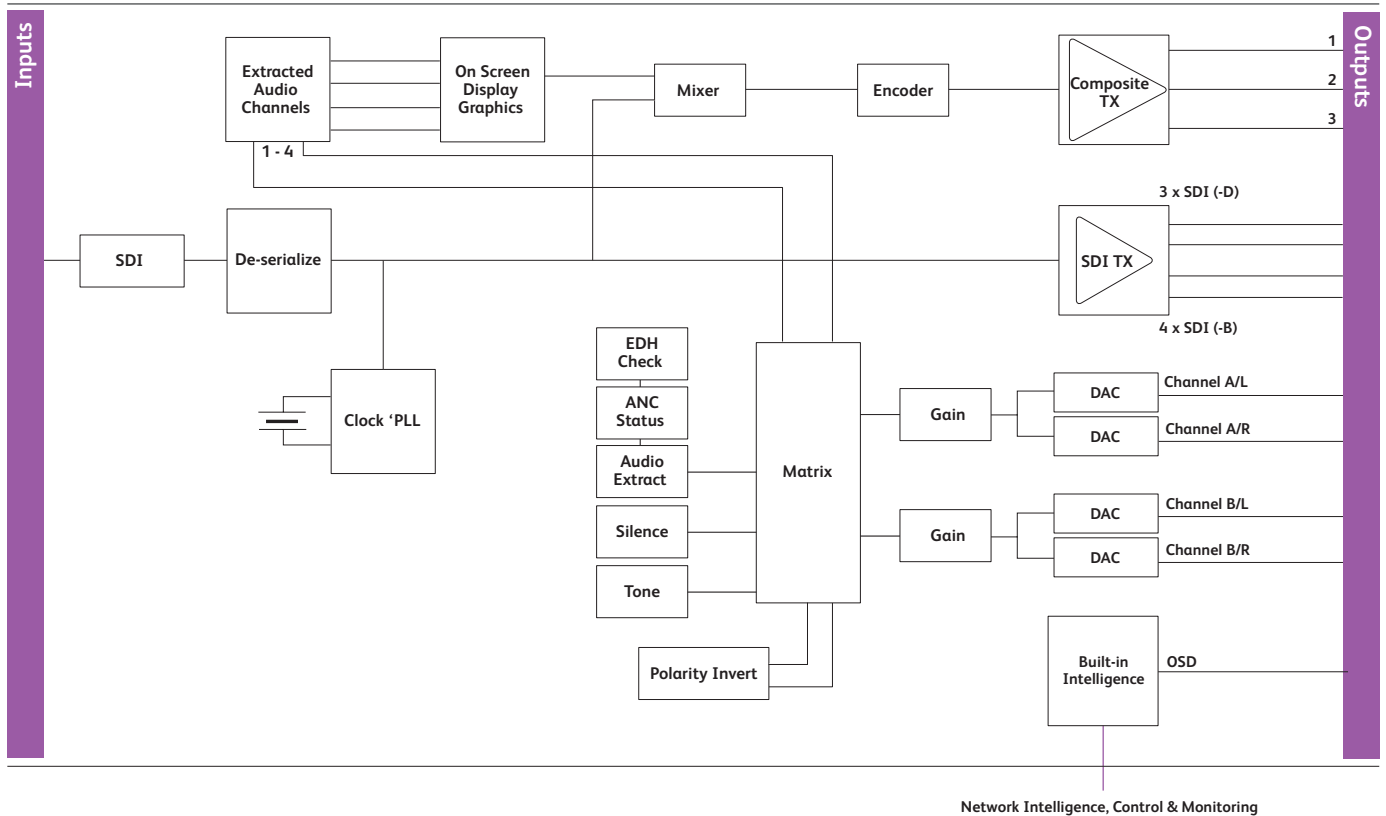 Inputs
Outputs
Extracted
Audio
Channels
On Screen
Display
Graphics
Mixer
Encoder
Composite
TX
1
2
3
1 - 4
3 x SDI (-D)
SDI
De-serialize
SDI TX
4 x SDI (-B)
Clock ‘PLL
EDH
Check
ANC
Status
Audio
Extract
Silence
Tone
Polarity Invert
Matrix
Gain
DAC
Channel A/L
DAC
Channel A/R
Gain
DAC
Channel B/L
DAC
Channel B/R
Built-in
Intelligence
OSD
Network Intelligence, Control & Monitoring